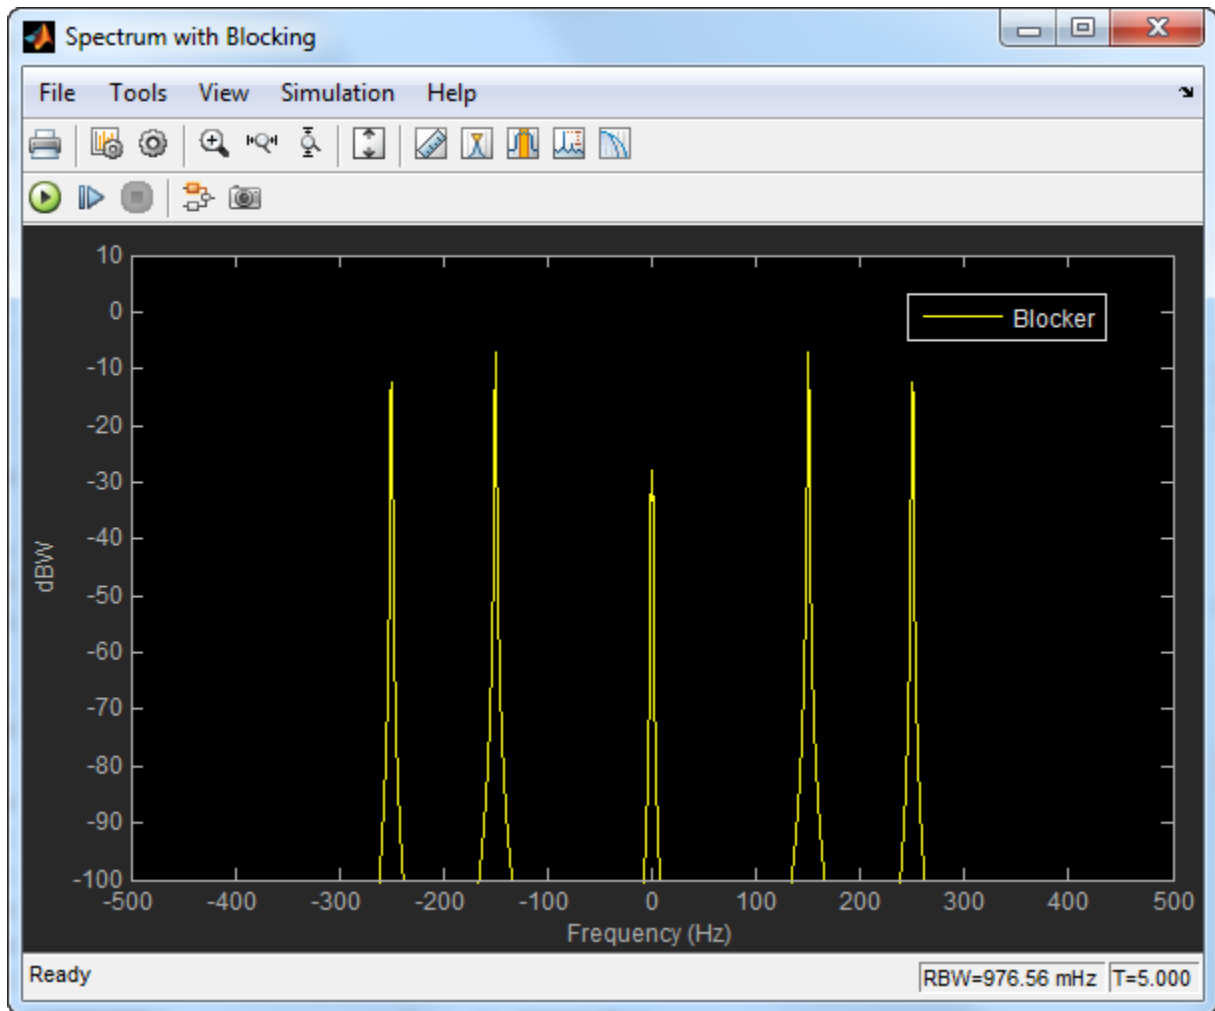 Spectrum with Blocking
File Tools View Simulation Help
10
0
-10
-20
-30
-40
-50
-60
-70
-80
-90
-100
dBW
Blocker
-500 -400 -300 -200 -100 0 100 200 300 400 500
Frequency (Hz)
Ready RBW=976.56 mHz T=5.000